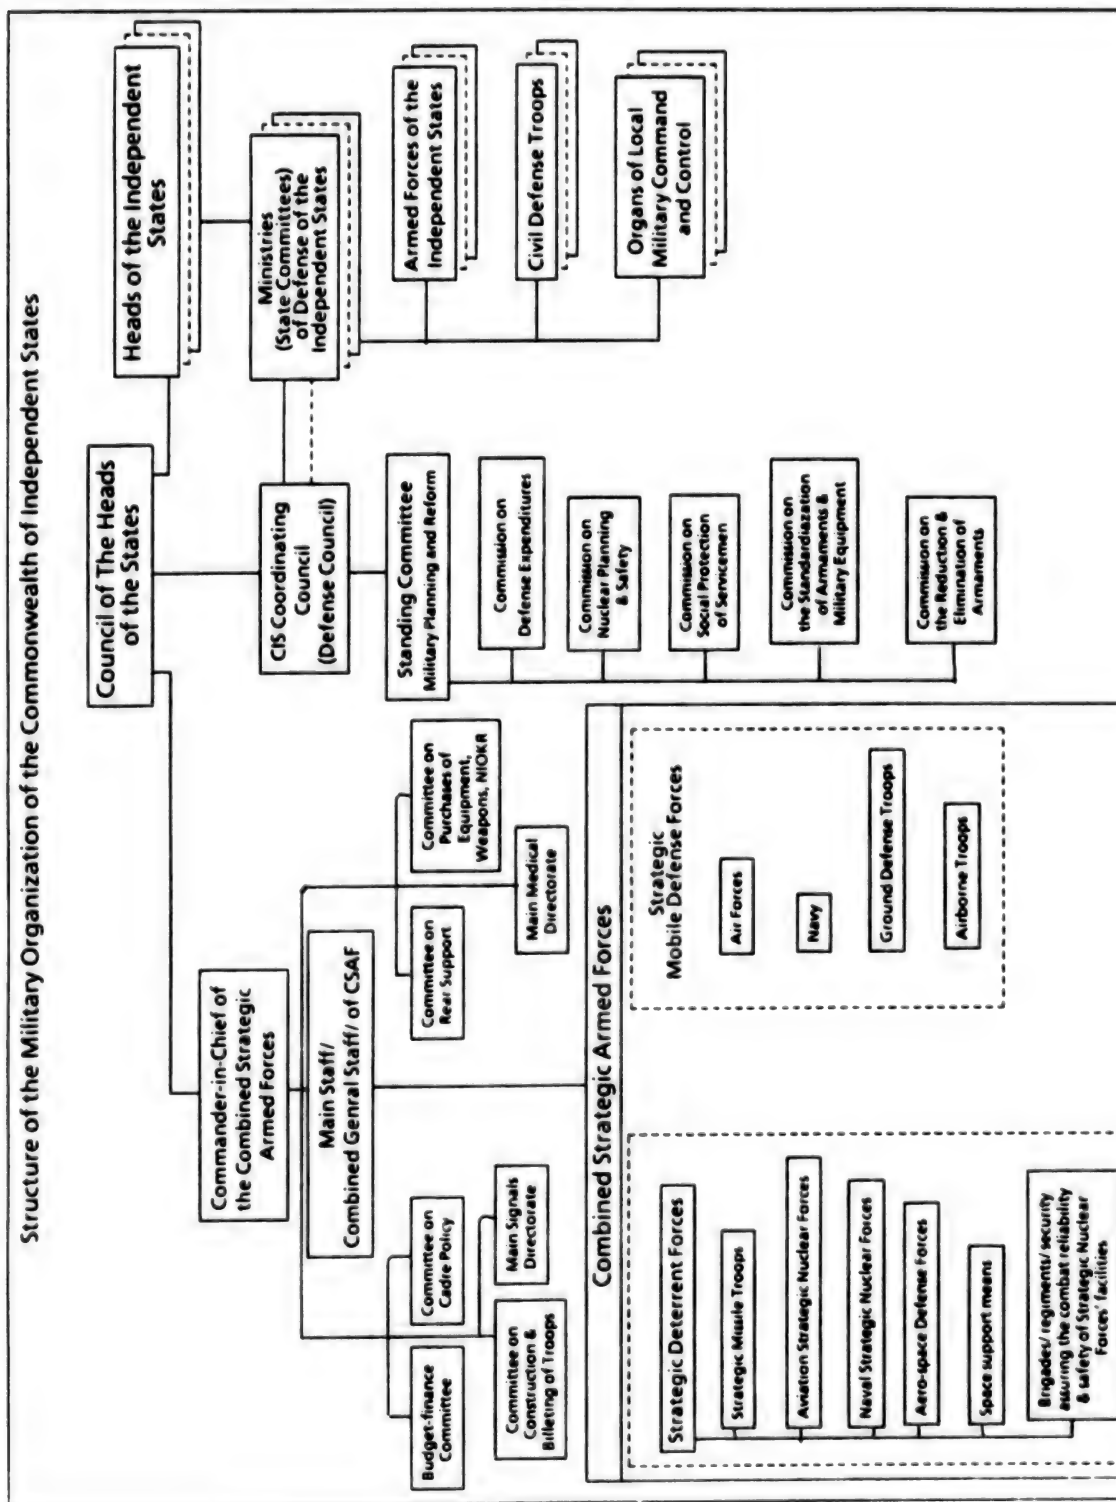 Structure of the Military Organization of the Commonwealth of Independent States
Council of The Heads
of the States
Heads of the Independent
States
Commander-in-Chief of
the Combined Strategic
Armed Forces
CIS Coordinating
Council
(Defense Council)
Ministries
(State Committees)
of Defense of the
Independent States
Main Staff/
Combined Genral Staff/ of CSAF
Standing Committee
Military Planning and Reform
Armed Forces of the
Independent States
Civil Defense Troops
Organs of Local
Military Command
and Control
Budget-finance
Committee
Committee on
Cadre Policy
Committee on
Rear Support
Committee on
Purchases of
Equipment,
Weapons, NIOKR
Committee on
Construction &
Billeting of Troops
Main Signals
Directorate
Main Medical
Directorate
Commission on
Defense Expenditures
Commission on
Nuclear Planning
& Safety
Commission on
Social Protection
of Servicemen
Commission on
the Standardiazation
of Armaments &
Military Equipment
Commission on
the Reduction &
Elimination of
Armaments
Combined Strategic Armed Forces
Strategic Deterrent Forces
Strategic Missile Troops
Aviation Strategic Nuclear Forces
Naval Strategic Nuclear Forces
Aero-space Defense Forces
Space support means
Brigades/ regiments/ security
assuring the combat reliability
& safety of Strategic Nuclear
Forces' facilities
Strategic
Mobile Defense Forces
Air Forces
Navy
Ground Defense Troops
Airborne Troops